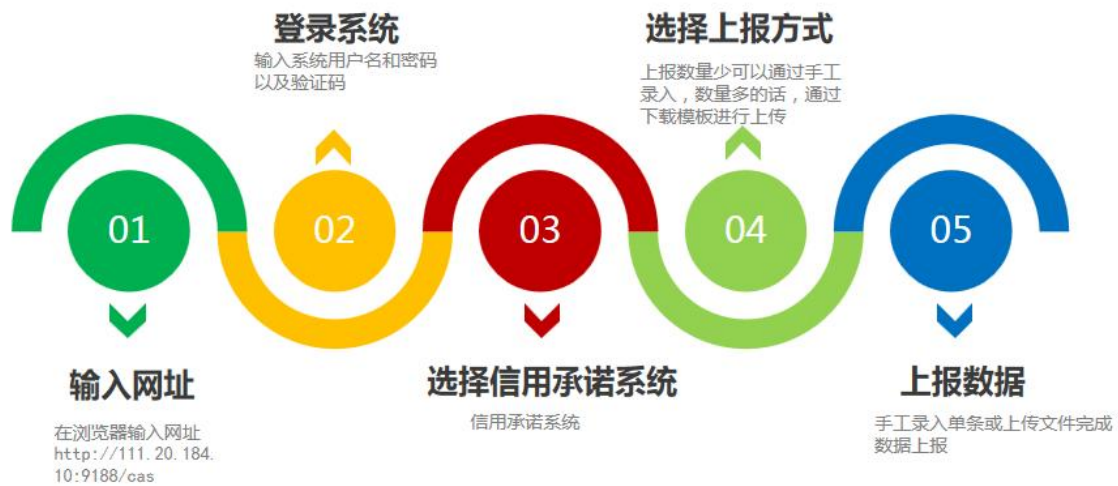 登录系统
输入系统用户名和密码
以及验证码
选择上报方式
上报数量少可以通过手工
录入，数量多的话，通过
下载模板进行上传
01
02
03
04
05
输入网址
在浏览器输入网址
http://111.20.184.
10:9188/cas
选择信用承诺系统
信用承诺系统
上报数据
手工录入单条或上传文件完成
数据上报